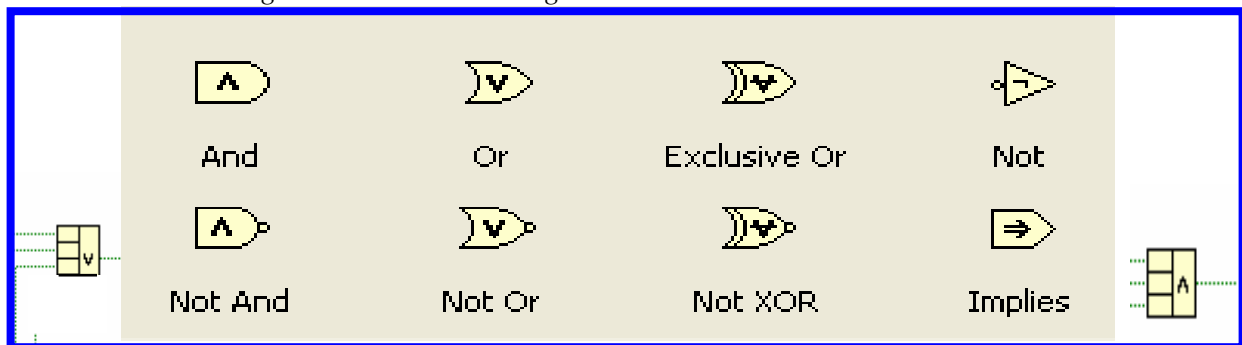 And Or Exclusive Or Not
Not And Not Or Not XOR Implies